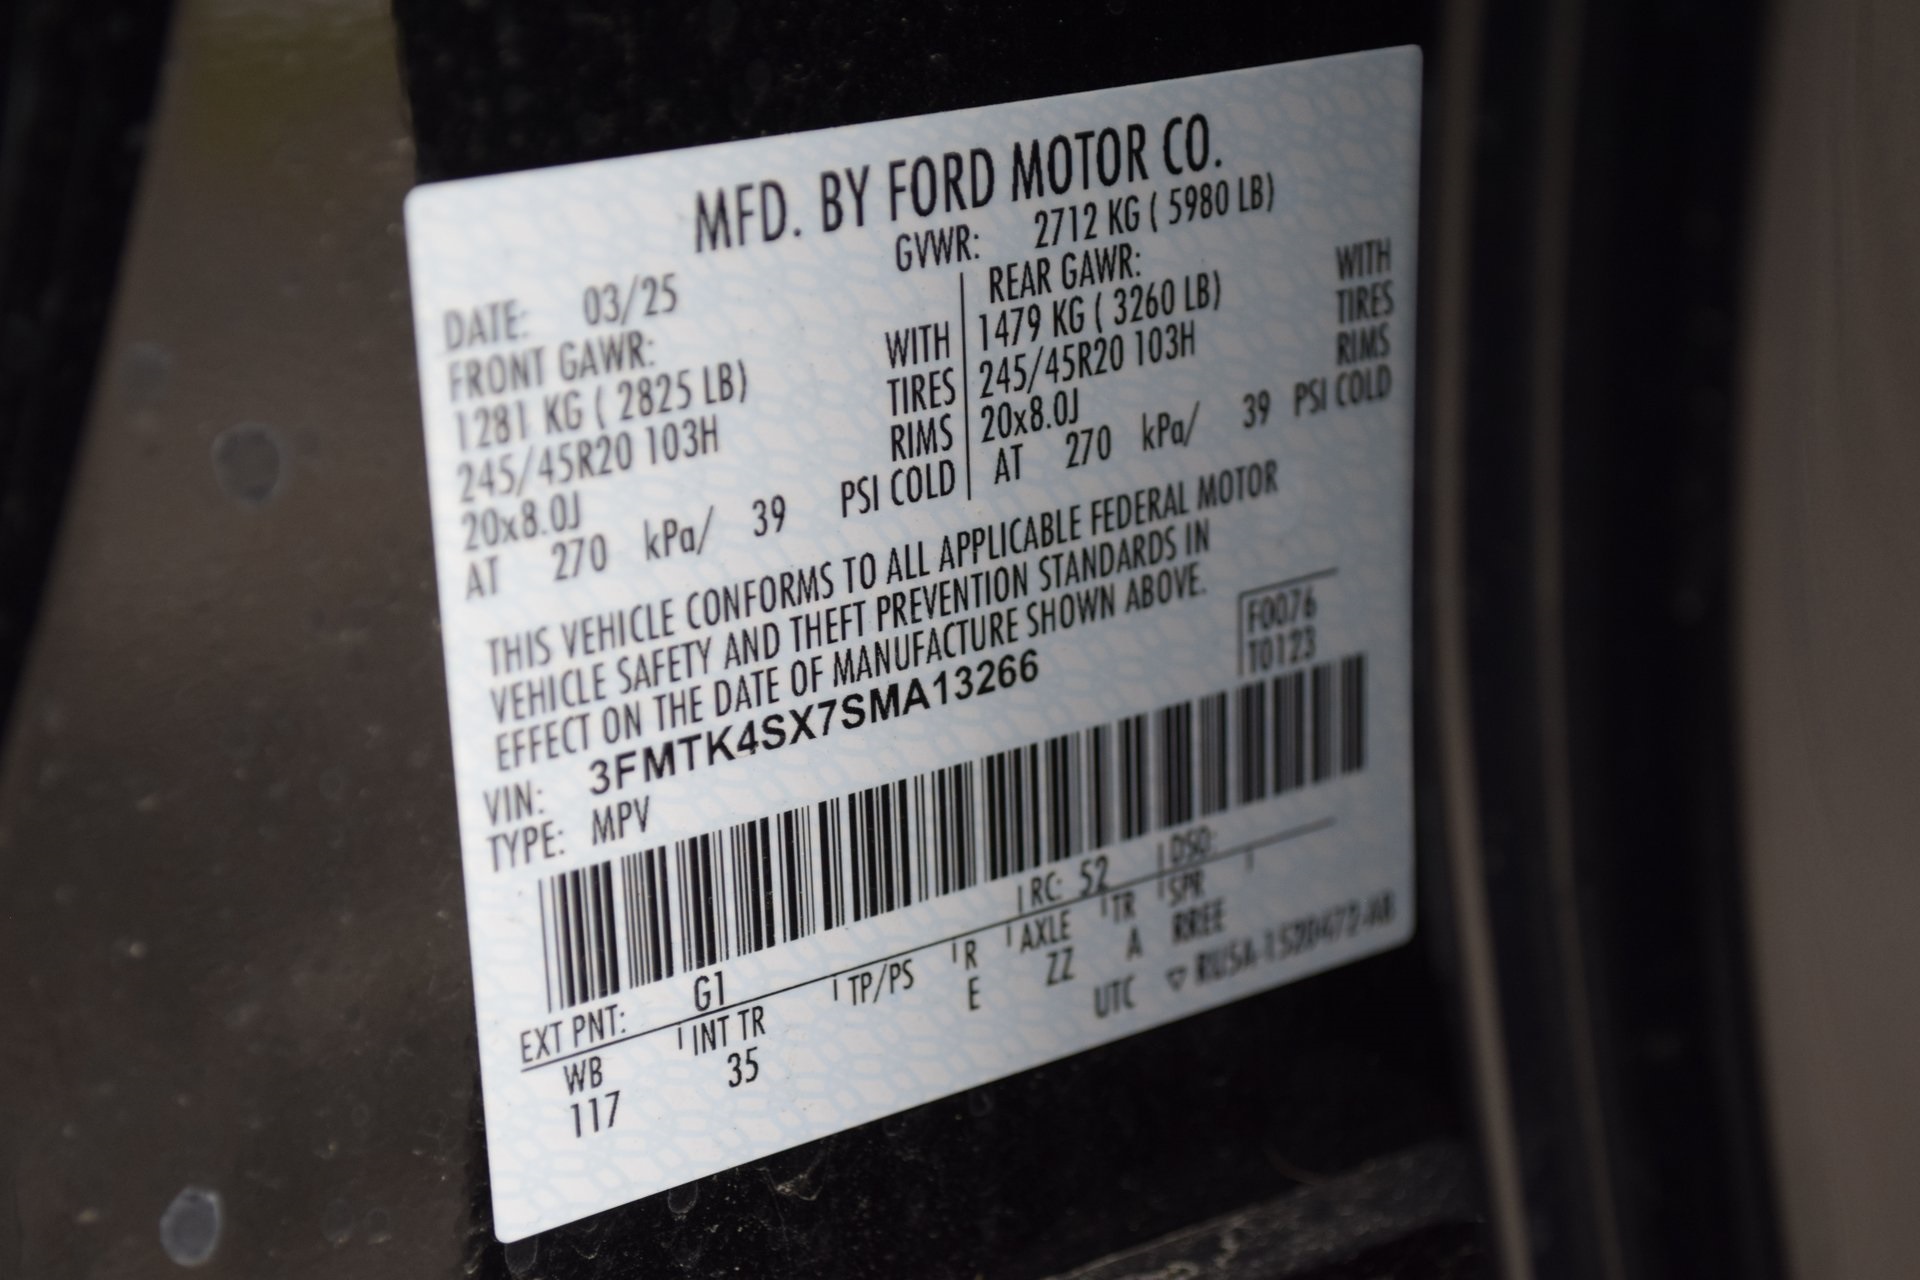 MFD. BY FORD MOTOR CO.
DATE: 03/25 GVWR: 2712 KG ( 5980 LB)
FRONT GAWR: REAR GAWR:
1281 KG ( 2825 LB) WITH 1479 KG ( 3260 LB) WITH
245/45R20 103H TIRES 245/45R20 103H TIRES
20x8.0J RIMS 20x8.0J RIMS
AT 270 kPa/ 39 PSI COLD AT 270 kPa/ 39 PSI COLD
THIS VEHICLE CONFORMS TO ALL APPLICABLE FEDERAL MOTOR
VEHICLE SAFETY AND THEFT PREVENTION STANDARDS IN
EFFECT ON THE DATE OF MANUFACTURE SHOWN ABOVE.
F0076
T0123
VIN: 3FMTK4SX7SMA13266
TYPE: MPV
EXT PNT: G1 RC: 52 DSO:
WB INT TR TP/PS R AXLE TR SPR
117 35 E ZZ A RREE
UTC